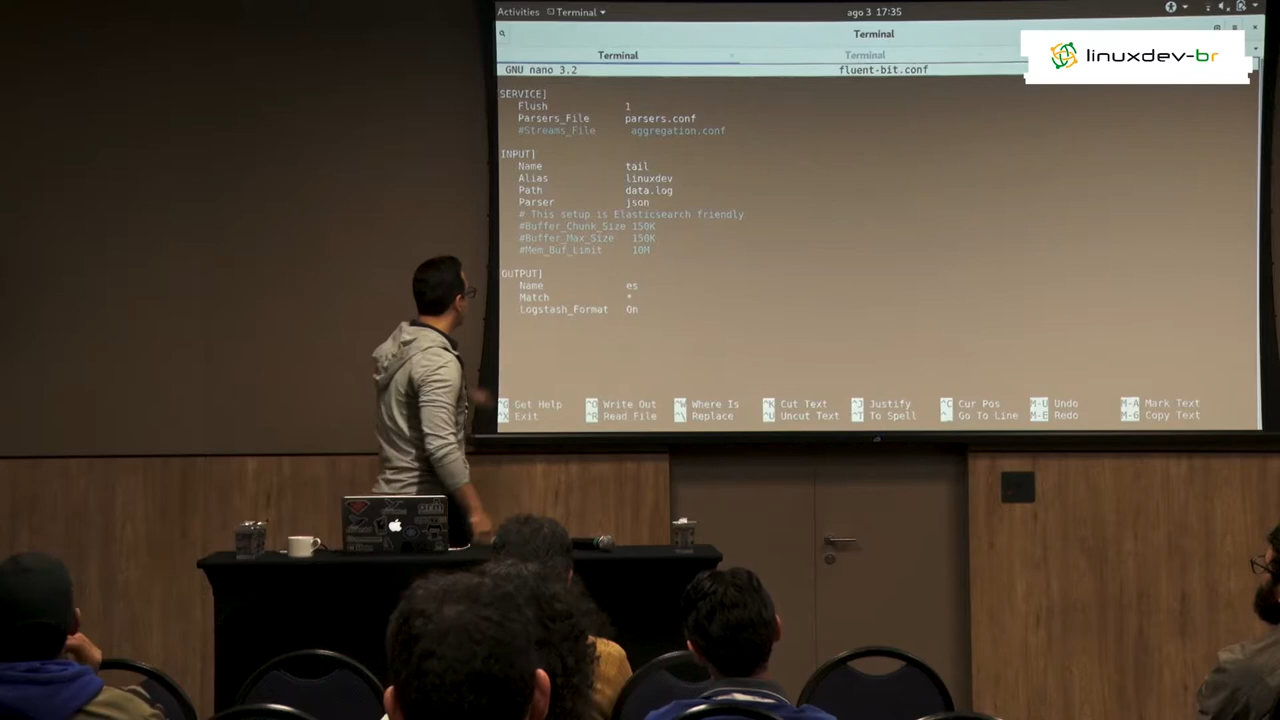 Activities Terminal ago 3 17:35
Terminal
Terminal Terminal
GNU nano 3.2 fluent-bit.conf
linuxdev-br
SERVICE]
Flush 1
Parsers_File parsers.conf
#Streams_File aggregation.conf
INPUT]
Name tail
Alias linuxdev
Path data.log
Parser json
# This setup is Elasticsearch friendly
#Buffer_Chunk_Size 150K
#Buffer_Max_Size 150K
#Mem_Buf_Limit 10M
OUTPUT]
Name es
Match *
Logstash_Format On
^G Get Help ^O Write Out ^W Where Is ^K Cut Text ^J Justify ^C Cur Pos M-U Undo M-A Mark Text
^X Exit ^R Read File ^\ Replace ^U Uncut Text ^T To Spell ^_ Go To Line M-E Redo M-6 Copy Text